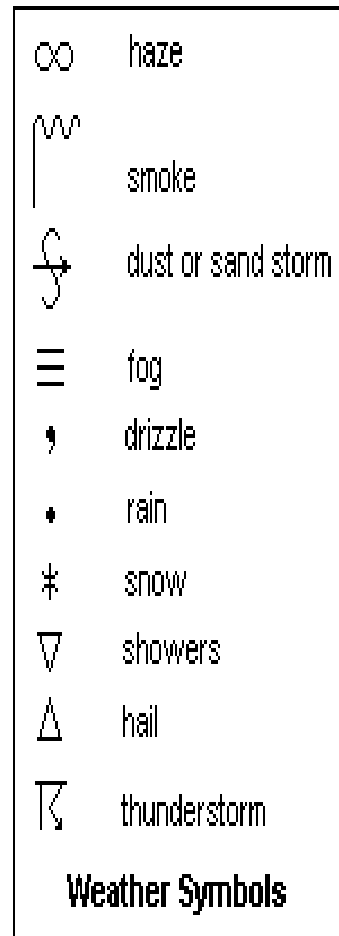 haze
smoke
dust or sand storm
fog
drizzle
rain
snow
showers
hail
thunderstorm
Weather Symbols